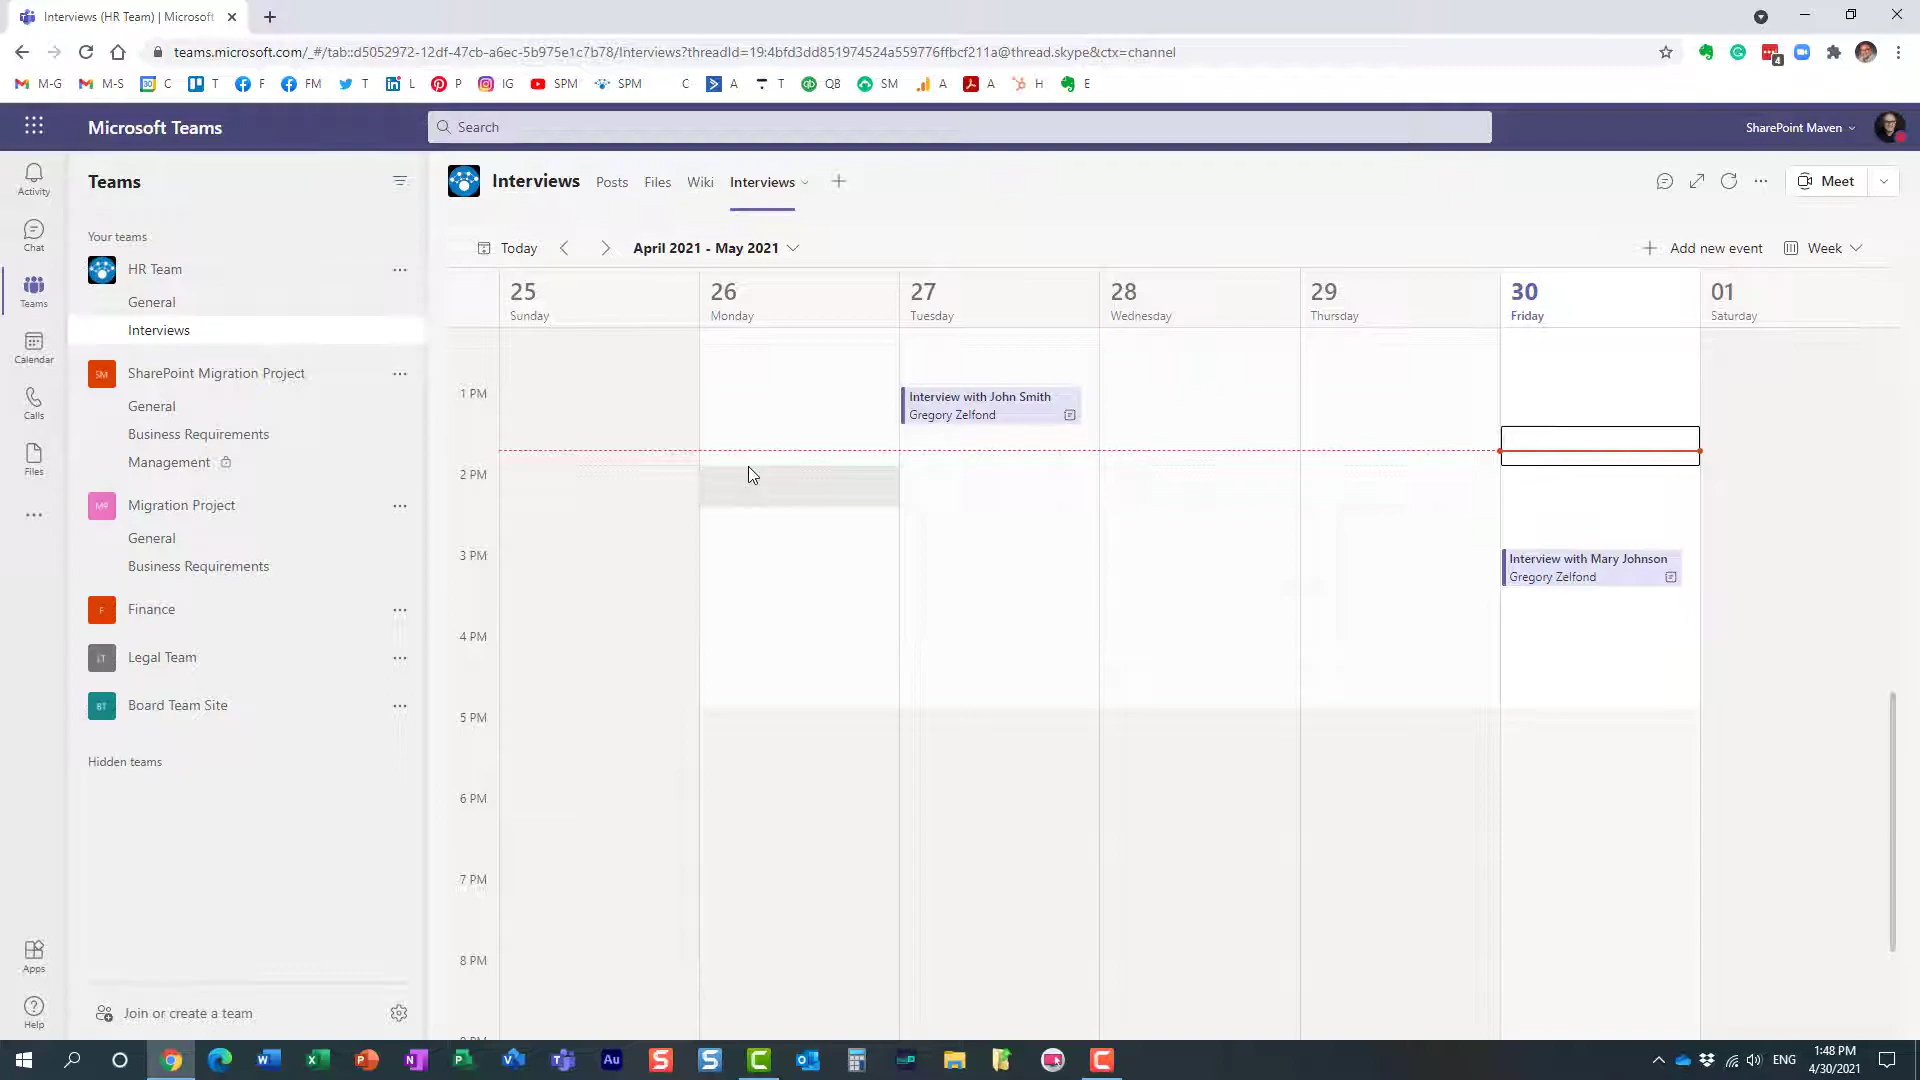 Interviews (HR Team) | Microsoft
teams.microsoft.com/_#/tab::d5052972-12df-47cb-a6ec-5b975e1c7b78/Interviews?threadId=19:4bfd3dd851974524a559776ffbcf211a@thread.skype&ctx=channel
4
M-G M-S 30 C T F FM T L P IG SPM SPM C A T QB SM A A H E
Microsoft Teams
Search
SharePoint Maven
Activity
Chat
Teams
Calendar
Calls
Files
Apps
Help
Teams
Your teams
HR Team
General
Interviews
SM SharePoint Migration Project
General
Business Requirements
Management
MP Migration Project
General
Business Requirements
F Finance
LT Legal Team
BT Board Team Site
Hidden teams
Join or create a team
Interviews Posts Files Wiki Interviews
Meet
Today April 2021 - May 2021
Add new event Week
25 26 27 28 29 30 01
Sunday Monday Tuesday Wednesday Thursday Friday Saturday
1 PM
2 PM
3 PM
4 PM
5 PM
6 PM
7 PM
8 PM
Interview with John Smith
Gregory Zelfond
Interview with Mary Johnson
Gregory Zelfond
Au
ENG
1:48 PM
4/30/2021